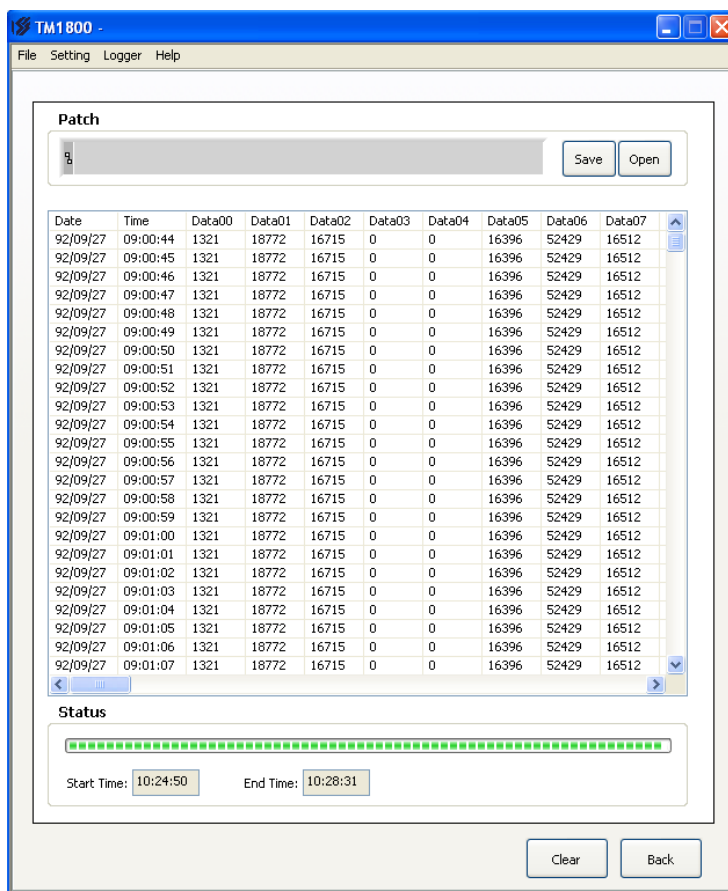 TM1800 -
File Setting Logger Help
Patch
Save Open
Date Time Data00 Data01 Data02 Data03 Data04 Data05 Data06 Data07
92/09/27 09:00:44 1321 18772 16715 0 0 16396 52429 16512
92/09/27 09:00:45 1321 18772 16715 0 0 16396 52429 16512
92/09/27 09:00:46 1321 18772 16715 0 0 16396 52429 16512
92/09/27 09:00:47 1321 18772 16715 0 0 16396 52429 16512
92/09/27 09:00:48 1321 18772 16715 0 0 16396 52429 16512
92/09/27 09:00:49 1321 18772 16715 0 0 16396 52429 16512
92/09/27 09:00:50 1321 18772 16715 0 0 16396 52429 16512
92/09/27 09:00:51 1321 18772 16715 0 0 16396 52429 16512
92/09/27 09:00:52 1321 18772 16715 0 0 16396 52429 16512
92/09/27 09:00:53 1321 18772 16715 0 0 16396 52429 16512
92/09/27 09:00:54 1321 18772 16715 0 0 16396 52429 16512
92/09/27 09:00:55 1321 18772 16715 0 0 16396 52429 16512
92/09/27 09:00:56 1321 18772 16715 0 0 16396 52429 16512
92/09/27 09:00:57 1321 18772 16715 0 0 16396 52429 16512
92/09/27 09:00:58 1321 18772 16715 0 0 16396 52429 16512
92/09/27 09:00:59 1321 18772 16715 0 0 16396 52429 16512
92/09/27 09:01:00 1321 18772 16715 0 0 16396 52429 16512
92/09/27 09:01:01 1321 18772 16715 0 0 16396 52429 16512
92/09/27 09:01:02 1321 18772 16715 0 0 16396 52429 16512
92/09/27 09:01:03 1321 18772 16715 0 0 16396 52429 16512
92/09/27 09:01:04 1321 18772 16715 0 0 16396 52429 16512
92/09/27 09:01:05 1321 18772 16715 0 0 16396 52429 16512
92/09/27 09:01:06 1321 18772 16715 0 0 16396 52429 16512
92/09/27 09:01:07 1321 18772 16715 0 0 16396 52429 16512
Status
Start Time: 10:24:50 End Time: 10:28:31
Clear Back